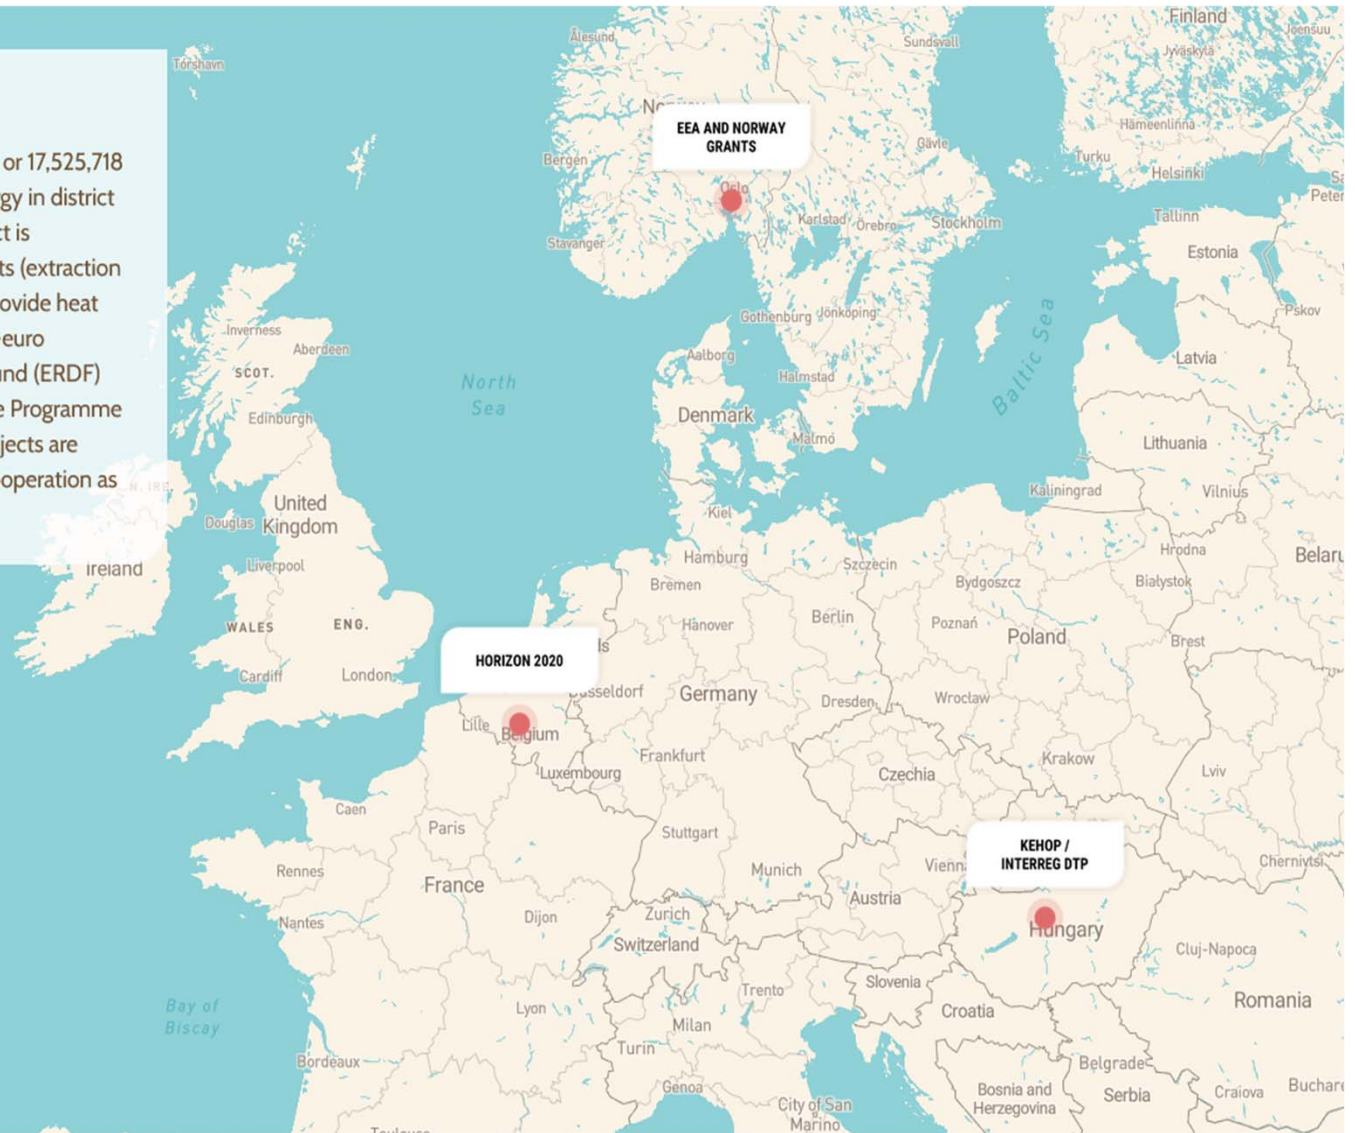 or 17,525,718
gy in district
ct is
ts (extraction
ovide heat
euro
und (ERDF)
e Programme
jects are
operation as
Finland
Joensuu
Jyväskylä
Ålesund
Sundsvall
Tórshavn
EEA AND NORWAY
GRANTS
Hämeenlinna
Gävle
Bergen
Turku
Helsinki
Oslo
Karlstad
Örebro
Stockholm
Tallinn
Stavanger
Estonia
Baltic Sea
Gothenburg
Jönköping
Pskov
Inverness
Aberdeen
Aalborg
Latvia
SCOT.
North
Sea
Halmstad
Edinburgh
Denmark
Malmö
Lithuania
N. IRE
Kaliningrad
Vilnius
United
Kingdom
Douglas
Kiel
Hamburg
Szczecin
Hrodna
Belaru
Ireland
Liverpool
Bremen
Bydgoszcz
Białystok
WALES
ENG.
Hanover
Berlin
Poznań
Poland
Brest
HORIZON 2020
ds
Cardiff
London
Düsseldorf
Germany
Dresden
Wrocław
Lille
Belgium
Frankfurt
Krakow
Luxembourg
Czechia
Lviv
Caen
Paris
Stuttgart
KEHOP /
INTERREG DTP
Rennes
Munich
Vienn
Chernivtsi
France
Austria
Nantes
Dijon
Zurich
Switzerland
Hungary
Cluj-Napoca
Slovenia
Trento
Bay of
Biscay
Lyon
Milan
Croatia
Romania
Turin
Bordeaux
Belgrade
Genoa
Bosnia and
Herzegovina
Serbia
Craiova
Buchare
City of San
Marino